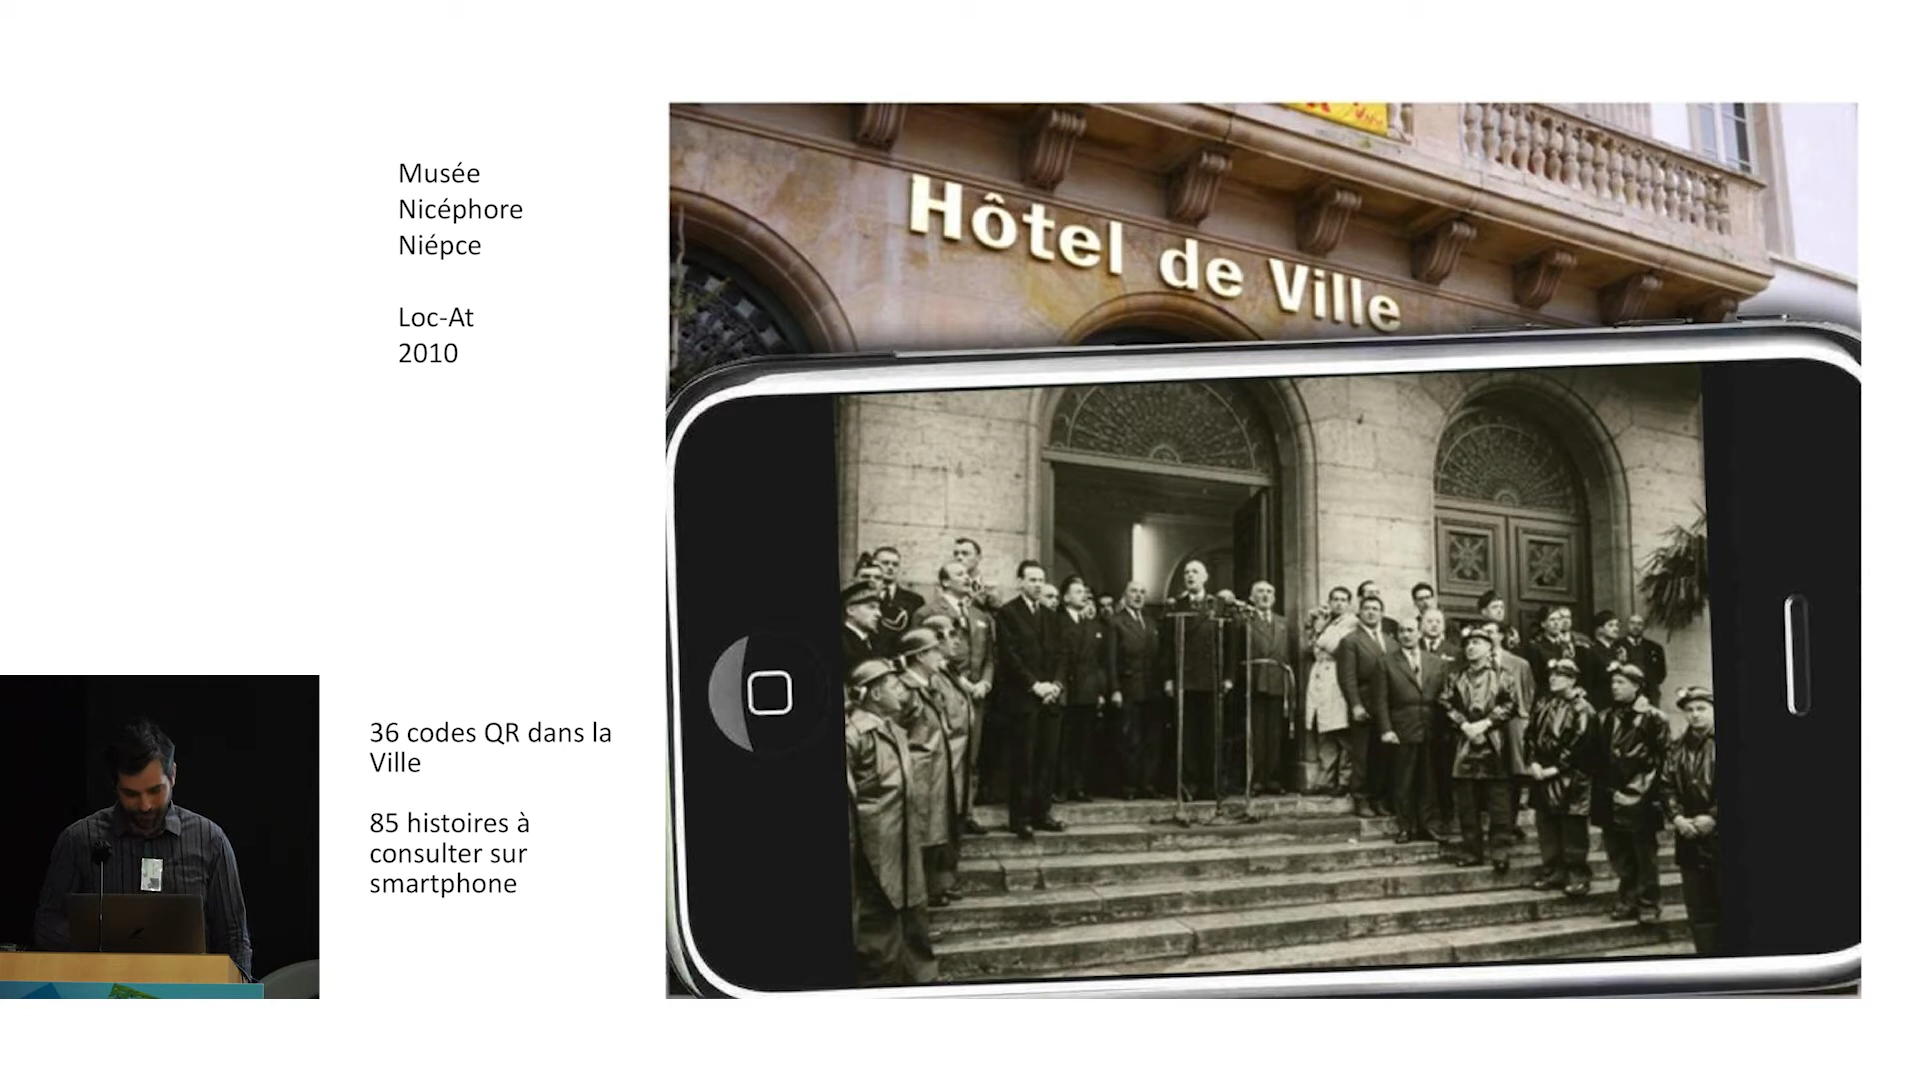 Musée
Nicéphore
Niépce
Loc-At
2010
Hôtel de Ville
36 codes QR dans la
Ville
85 histoires à
consulter sur
smartphone